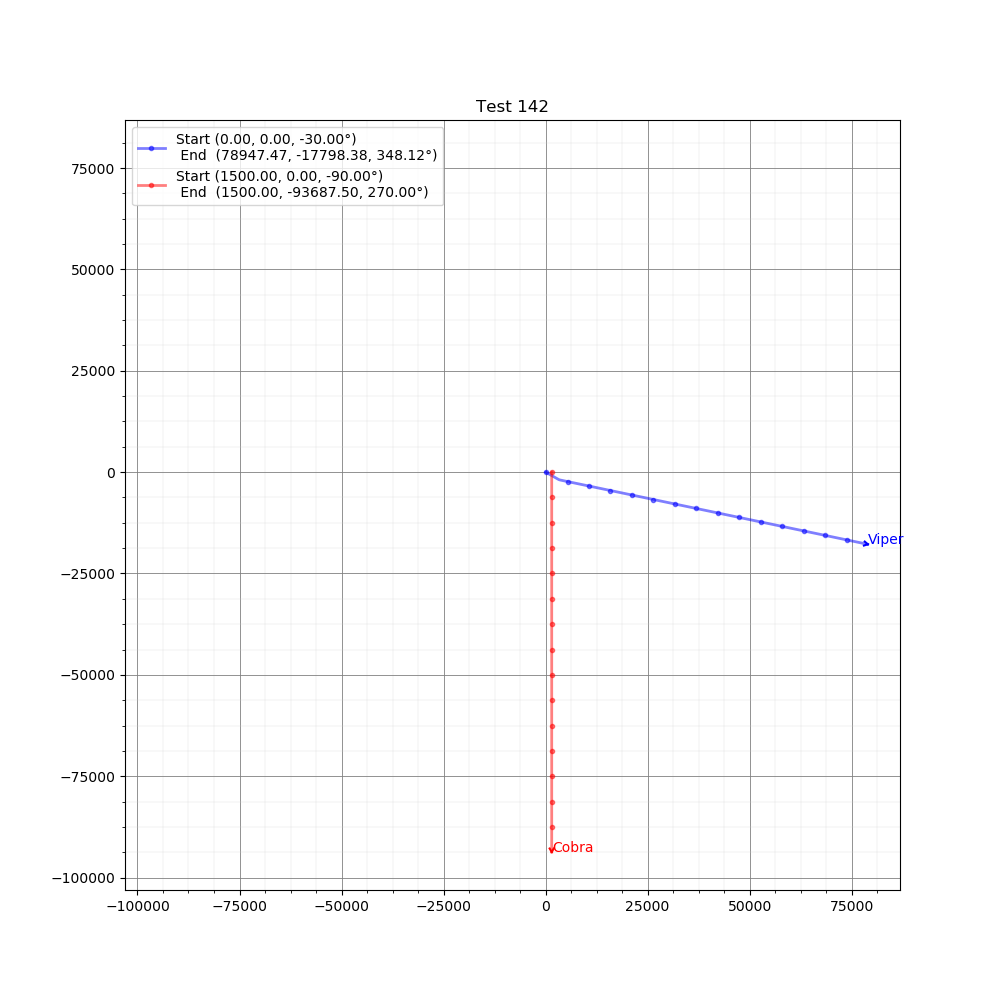 Test 142
Start (0.00, 0.00, -30.00°)
End  (78947.47, -17798.38, 348.12°)
Start (1500.00, 0.00, -90.00°)
End  (1500.00, -93687.50, 270.00°)
75000
50000
25000
0
−25000
−50000
−75000
−100000
Viper
Cobra
−100000 −75000 −50000 −25000 0 25000 50000 75000